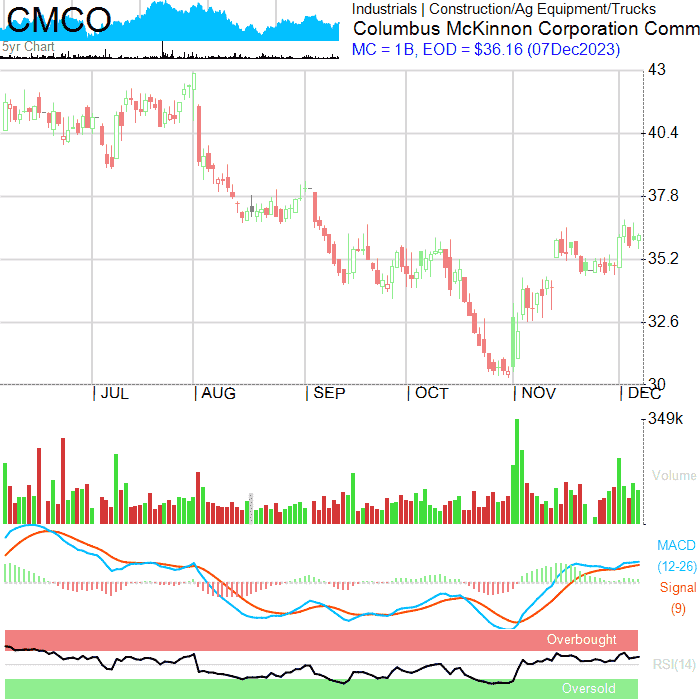 CMCO
5yr Chart
Industrials | Construction/Ag Equipment/Trucks
Columbus McKinnon Corporation Comm
MC = 1B, EOD = $36.16 (07Dec2023)
43
40.4
37.8
35.2
32.6
30
| JUL | AUG | SEP | OCT | NOV | DEC
349k
Volume
MACD
(12-26)
Signal
(9)
Overbought
RSI(14)
Oversold